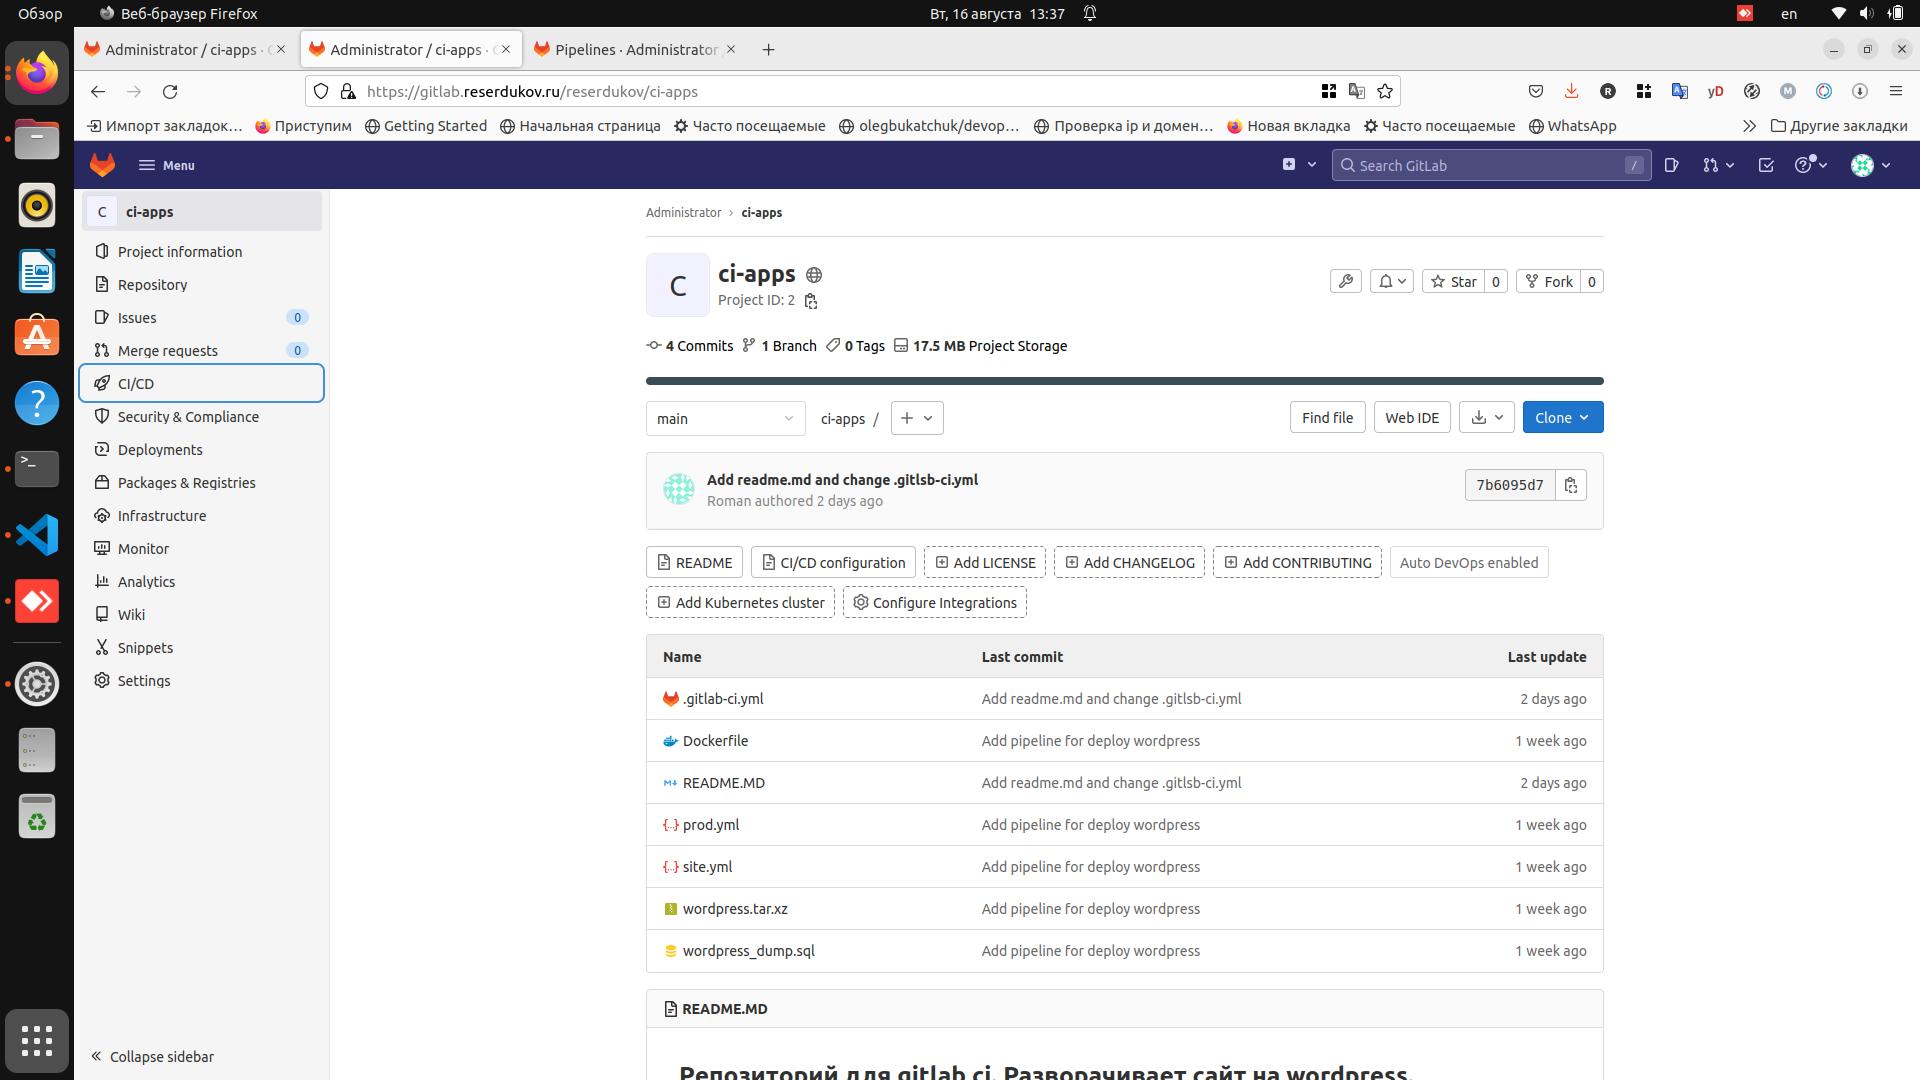 Обзор
Веб-браузер Firefox
Вт, 16 августа 13:37
en
Administrator / ci-apps ·
Administrator / ci-apps ·
Pipelines · Administrator
https://gitlab.reserdukov.ru/reserdukov/ci-apps
Импорт закладок…
Приступим
Getting Started
Начальная страница
Часто посещаемые
olegbukatchuk/devop…
Проверка ip и домен…
Новая вкладка
Часто посещаемые
WhatsApp
Другие закладки
Menu
Search GitLab
/
C ci-apps
Project information
Repository
Issues 0
Merge requests 0
CI/CD
Security & Compliance
Deployments
Packages & Registries
Infrastructure
Monitor
Analytics
Wiki
Snippets
Settings
Collapse sidebar
Administrator › ci-apps
C
ci-apps
Project ID: 2
Star 0
Fork 0
4 Commits 1 Branch 0 Tags 17.5 MB Project Storage
main
ci-apps /
Find file
Web IDE
Clone
Add readme.md and change .gitlsb-ci.yml
Roman authored 2 days ago
7b6095d7
README
CI/CD configuration
Add LICENSE
Add CHANGELOG
Add CONTRIBUTING
Auto DevOps enabled
Add Kubernetes cluster
Configure Integrations
Name Last commit Last update
.gitlab-ci.yml Add readme.md and change .gitlsb-ci.yml 2 days ago
Dockerfile Add pipeline for deploy wordpress 1 week ago
README.MD Add readme.md and change .gitlsb-ci.yml 2 days ago
prod.yml Add pipeline for deploy wordpress 1 week ago
site.yml Add pipeline for deploy wordpress 1 week ago
wordpress.tar.xz Add pipeline for deploy wordpress 1 week ago
wordpress_dump.sql Add pipeline for deploy wordpress 1 week ago
README.MD
Репозиторий для gitlab ci. Разворачивает сайт на wordpress.